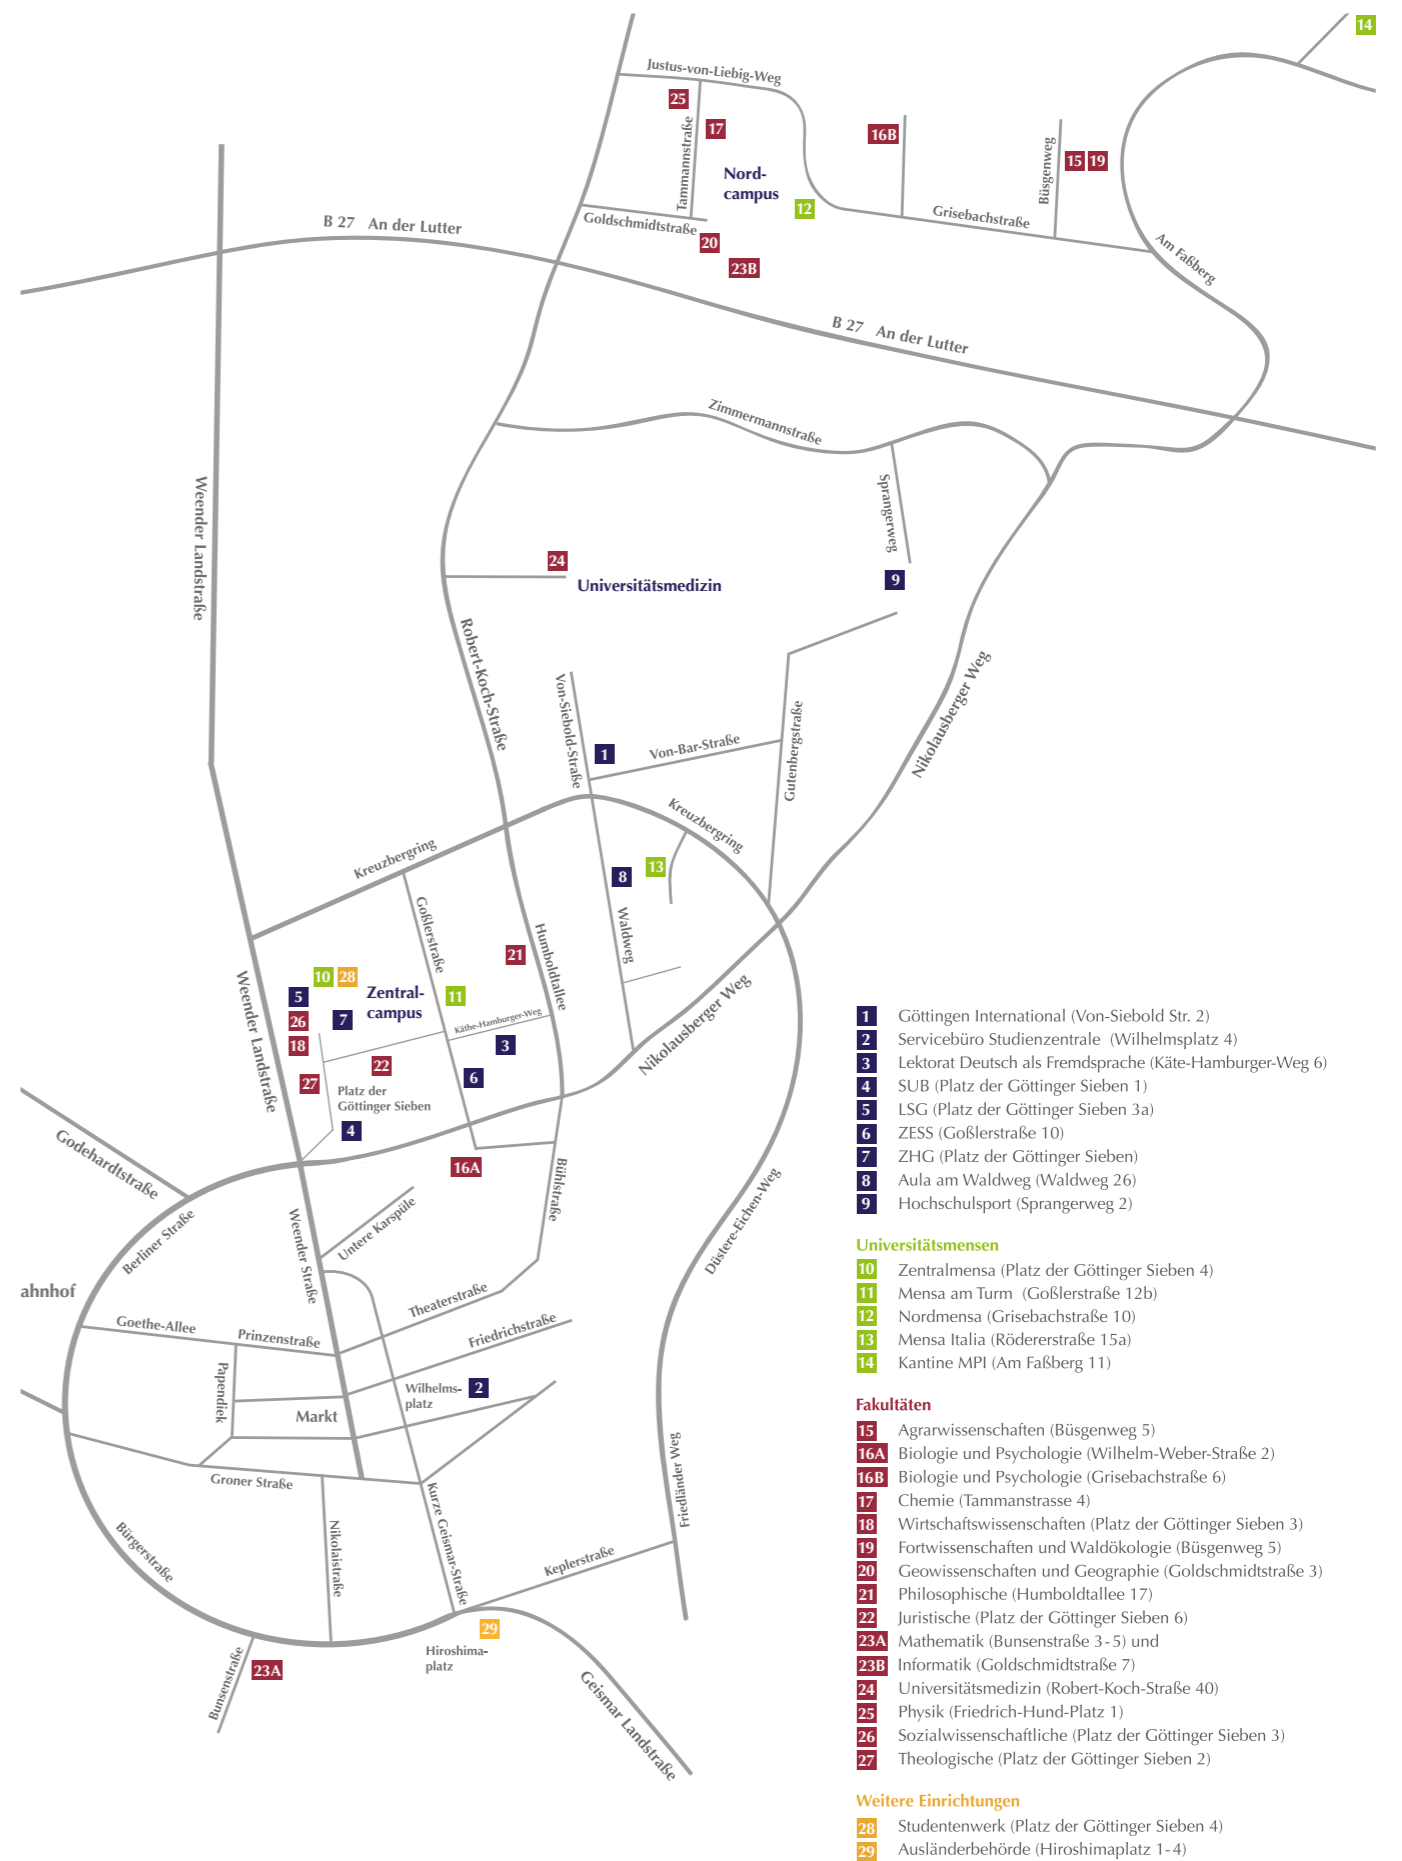 14
Justus-von-Liebig-Weg
25
17
Tammannstraße
16B
Büsgenweg
15 19
Nord-
campus
12
Goldschmidtstraße
Grisebachstraße
20
23B
Am Faßberg
B 27 An der Lutter
B 27 An der Lutter
Zimmermannstraße
Weender Landstraße
Sprangerweg
24
Universitätsmedizin
9
Robert-Koch-Straße
Von-Siebold-Straße
1
Von-Bar-Straße
Gutenbergstraße
Nikolausberger Weg
Kreuzbergring
Kreuzbergring
8
13
Goßlerstraße
Waldweg
21
Humboldtallee
10 28
5
Zentral-
campus
11
7
26
18
Weender Landstraße
Käthe-Hamburger-Weg
3
22
6
27
Platz der
Göttinger Sieben
4
Nikolausberger Weg
16A
Godehardtstraße
Berliner Straße
Bühlstraße
Untere Karspüle
Düstere-Eichen-Weg
Weender Straße
ahnhof
Theaterstraße
Goethe-Allee
Prinzenstraße
Friedrichstraße
Papendiek
Wilhelms-
platz
2
Markt
Groner Straße
Kurze Geismar-Straße
Friedländer Weg
Bürgerstraße
Nikolaistraße
Keplerstraße
29
Hiroshima-
platz
Bunsenstraße
23A
Geismar Landstraße
1 Göttingen International (Von-Siebold Str. 2)
2 Servicebüro Studienzentrale (Wilhelmsplatz 4)
3 Lektorat Deutsch als Fremdsprache (Käte-Hamburger-Weg 6)
4 SUB (Platz der Göttinger Sieben 1)
5 LSG (Platz der Göttinger Sieben 3a)
6 ZESS (Goßlerstraße 10)
7 ZHG (Platz der Göttinger Sieben)
8 Aula am Waldweg (Waldweg 26)
9 Hochschulsport (Sprangerweg 2)
Universitätsmensen
10 Zentralmensa (Platz der Göttinger Sieben 4)
11 Mensa am Turm (Goßlerstraße 12b)
12 Nordmensa (Grisebachstraße 10)
13 Mensa Italia (Rödererstraße 15a)
14 Kantine MPI (Am Faßberg 11)
Fakultäten
15 Agrarwissenschaften (Büsgenweg 5)
16A Biologie und Psychologie (Wilhelm-Weber-Straße 2)
16B Biologie und Psychologie (Grisebachstraße 6)
17 Chemie (Tammanstrasse 4)
18 Wirtschaftswissenschaften (Platz der Göttinger Sieben 3)
19 Fortwissenschaften und Waldökologie (Büsgenweg 5)
20 Geowissenschaften und Geographie (Goldschmidtstraße 3)
21 Philosophische (Humboldtallee 17)
22 Juristische (Platz der Göttinger Sieben 6)
23A Mathematik (Bunsenstraße 3-5) und
23B Informatik (Goldschmidtstraße 7)
24 Universitätsmedizin (Robert-Koch-Straße 40)
25 Physik (Friedrich-Hund-Platz 1)
26 Sozialwissenschaftliche (Platz der Göttinger Sieben 3)
27 Theologische (Platz der Göttinger Sieben 2)
Weitere Einrichtungen
28 Studentenwerk (Platz der Göttinger Sieben 4)
29 Ausländerbehörde (Hiroshimaplatz 1-4)